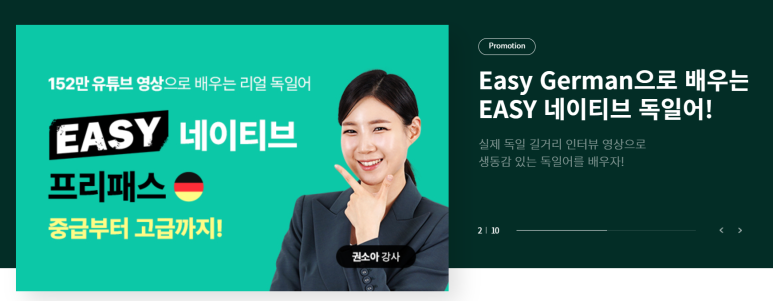 152만 유튜브 영상으로 배우는 리얼 독일어
EASY 네이티브
프리패스
중급부터 고급까지!
권소아 강사
Promotion
Easy German으로 배우는
EASY 네이티브 독일어!
실제 독일 길거리 인터뷰 영상으로
생동감 있는 독일어를 배우자!
2 | 10